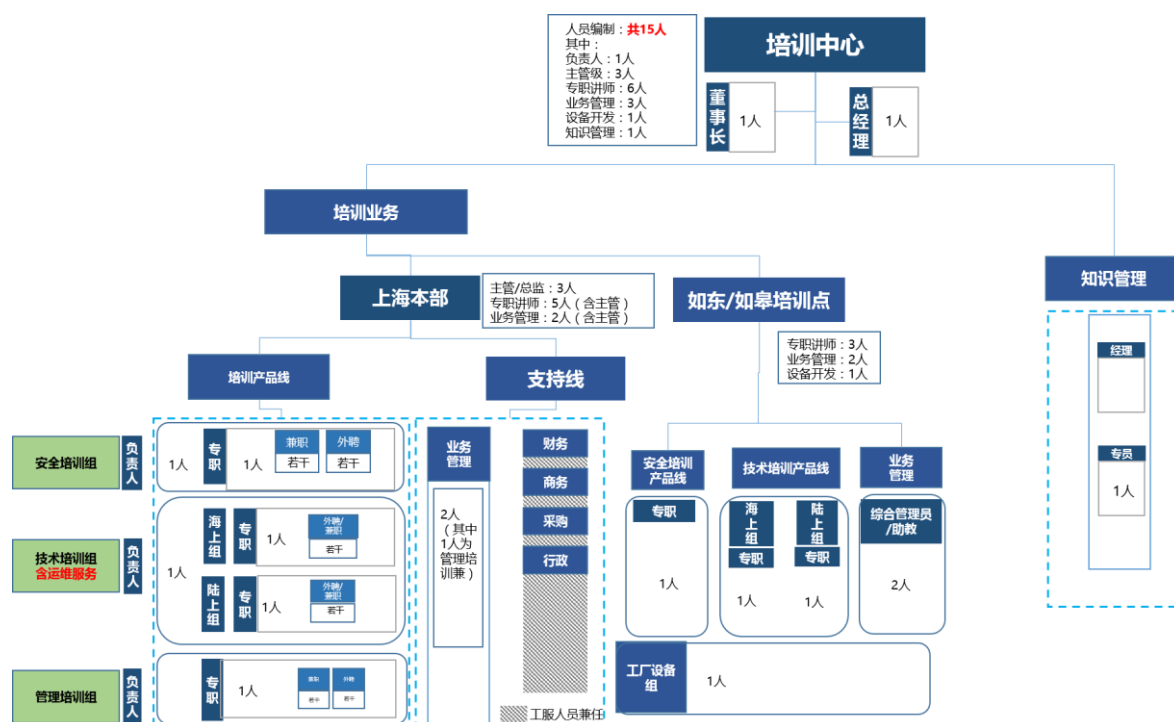 人员编制：共15人
其中：
负责人：1人
主管级：3人
专职讲师：6人
业务管理：3人
设备开发：1人
知识管理：1人
培训中心
董事长
1人
总经理
1人
培训业务
知识管理
上海本部
主管/总监：3人
专职讲师：5人（含主管）
业务管理：2人（含主管）
如东/如皋培训点
专职讲师：3人
业务管理：2人
设备开发：1人
经理
专员
1人
培训产品线
支持线
安全培训组
负责人
1人
专职
1人
兼职
若干
外聘
若干
技术培训组
含运维服务
负责人
1人
海上组
专职
1人
外聘/
兼职
若干
陆上组
专职
1人
外聘/
兼职
若干
管理培训组
负责人
专职
1人
兼职
若干
外聘
若干
业务
管理
2人
（其中
1人为
管理培
训兼）
财务
商务
采购
行政
工服人员兼任
安全培训
产品线
专职
1人
技术培训产品线
海上组
专职
1人
陆上组
专职
1人
业务
管理
综合管理员
/助教
2人
工厂设备
组
1人